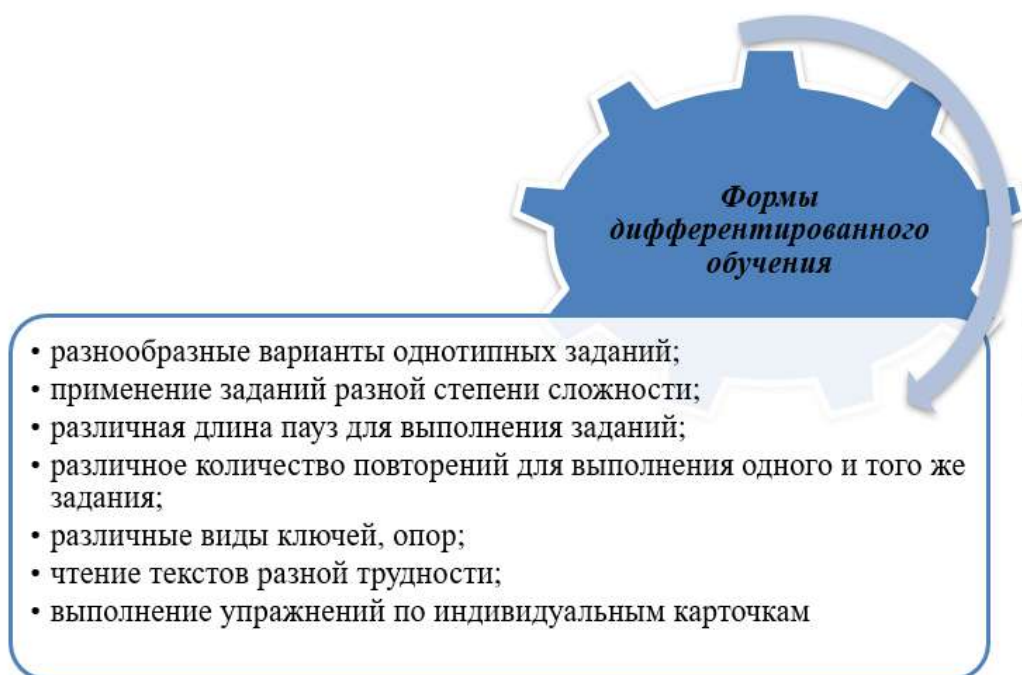 Формы
дифферентированного
обучения
• разнообразные варианты однотипных заданий;
• применение заданий разной степени сложности;
• различная длина пауз для выполнения заданий;
• различное количество повторений для выполнения одного и того же
задания;
• различные виды ключей, опор;
• чтение текстов разной трудности;
• выполнение упражнений по индивидуальным карточкам